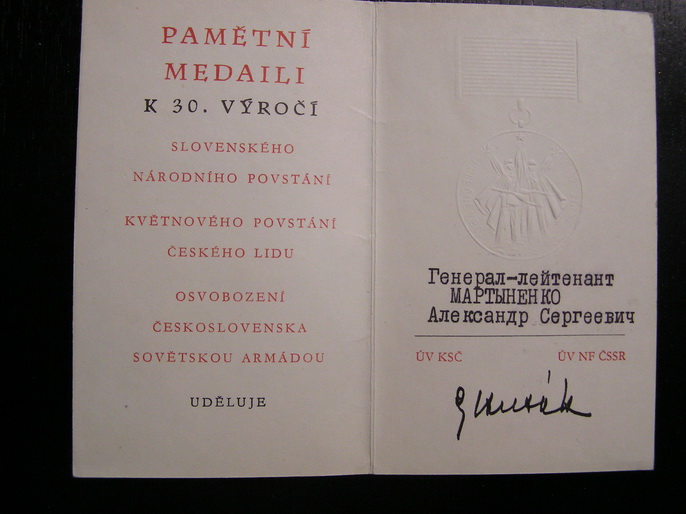 PAMĚTNÍ
MEDAILI
K 30. VÝROČÍ
SLOVENSKÉHO
NÁRODNÍHO POVSTÁNÍ
KVĚTNOVÉHO POVSTÁNÍ
ČESKÉHO LIDU
OSVOBOZENÍ
ČESKOSLOVENSKA
SOVĚTSKOU ARMÁDOU
UDĚLUJE
Генерал-лейтенант
МАРТЫНЕНКО
Александр Сергеевич
ÚV KSČ ÚV NF ČSSR